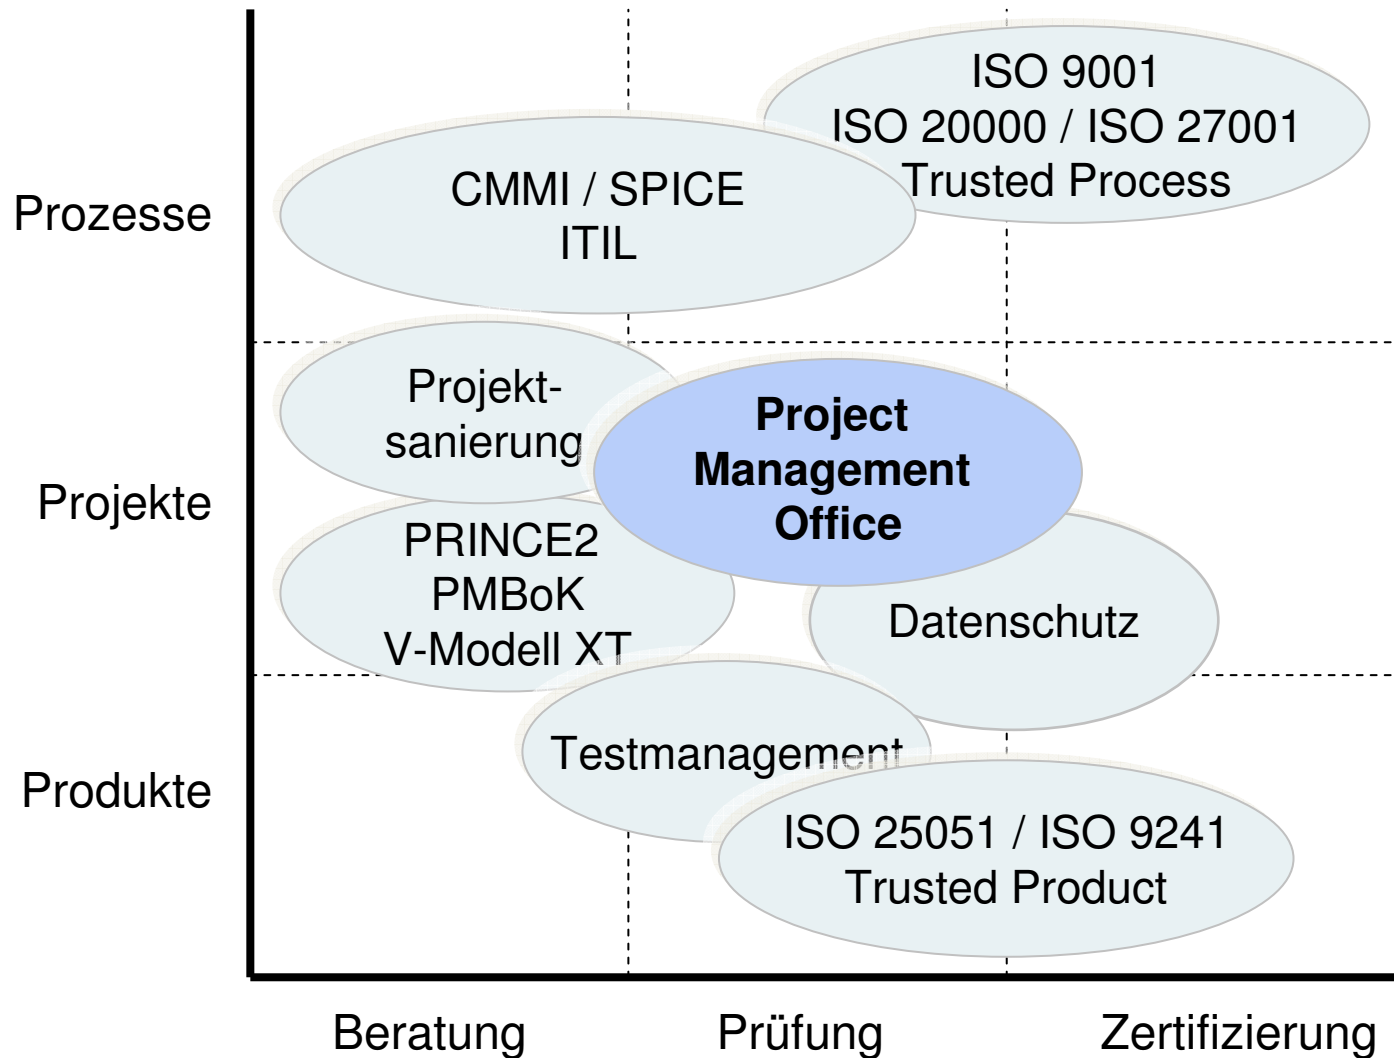 ISO 9001
ISO 20000 / ISO 27001
Trusted Process
CMMI / SPICE
ITIL
Prozesse
Projekt-
sanierung
Project
Management
Office
Projekte
PRINCE2
PMBoK
V-Modell XT
Datenschutz
Testmanagement
Produkte
ISO 25051 / ISO 9241
Trusted Product
Beratung
Prüfung
Zertifizierung